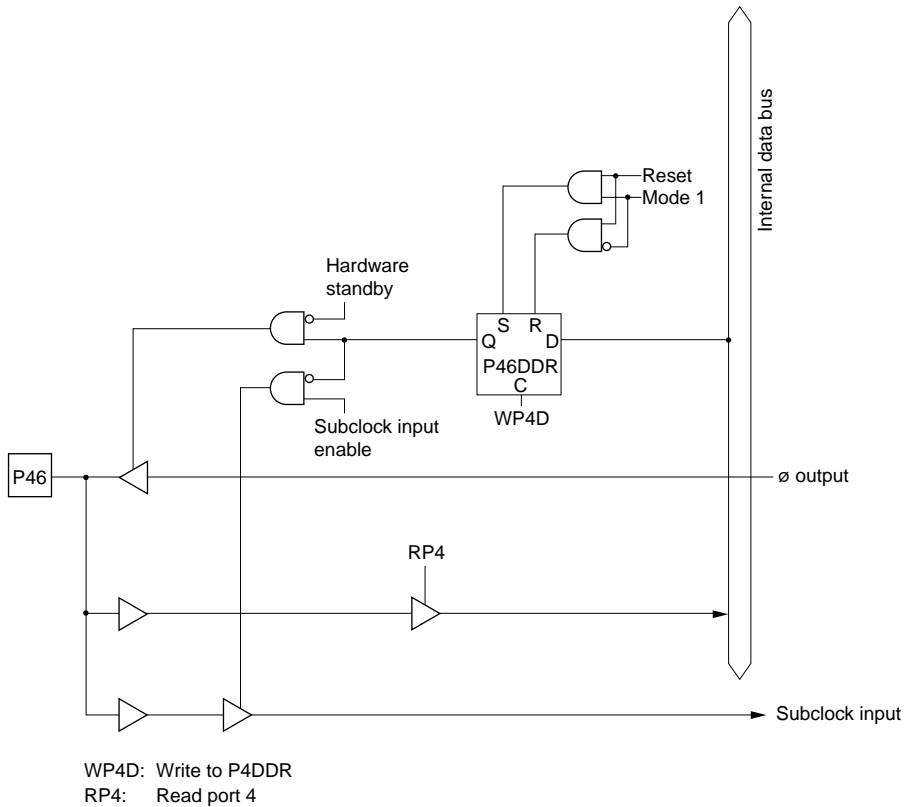 Internal data bus
Reset
Mode 1
Hardware
standby
S R
Q D
P46DDR
C
WP4D
Subclock input
enable
P46
ø output
RP4
Subclock input
WP4D: Write to P4DDR
RP4: Read port 4